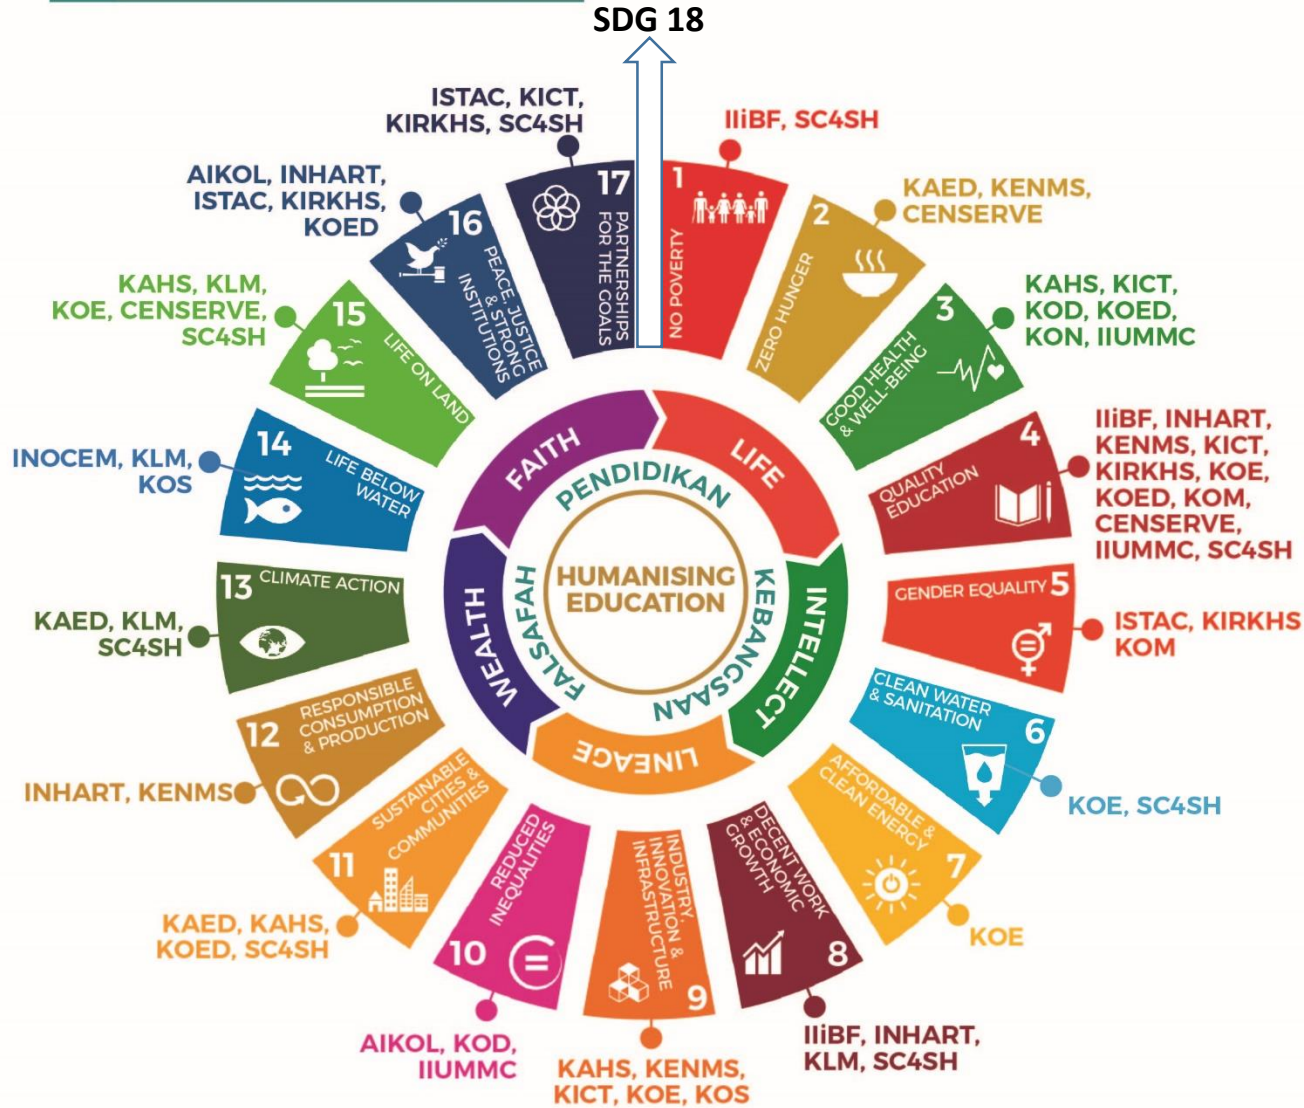 SDG 18
ISTAC, KICT,
KIRKHS, SC4SH
17
PARTNERSHIPS
FOR THE GOALS
IIiBF, SC4SH
1
NO POVERTY
KAED, KENMS,
CENSERVE
2
ZERO HUNGER
KAHS, KICT,
KOD, KOED,
KON, IIUMMC
3
GOOD HEALTH
& WELL-BEING
IIiBF, INHART,
KENMS, KICT,
KIRKHS, KOE,
KOED, KOM,
CENSERVE,
IIUMMC, SC4SH
4
QUALITY
EDUCATION
GENDER EQUALITY 5
ISTAC, KIRKHS
KOM
CLEAN WATER
& SANITATION
6
KOE, SC4SH
AFFORDABLE &
CLEAN ENERGY
7
KOE
DECENT WORK
& ECONOMIC
GROWTH
8
IIiBF, INHART,
KLM, SC4SH
INDUSTRY,
INNOVATION &
INFRASTRUCTURE
9
KAHS, KENMS,
KICT, KOE, KOS
REDUCED
INEQUALITIES
10
AIKOL, KOD,
IIUMMC
SUSTAINABLE
CITIES &
COMMUNITIES
11
KAED, KAHS,
KOED, SC4SH
RESPONSIBLE
CONSUMPTION
& PRODUCTION
12
INHART, KENMS
13 CLIMATE ACTION
KAED, KLM,
SC4SH
14
LIFE BELOW
WATER
INOCEM, KLM,
KOS
15
LIFE ON LAND
KAHS, KLM,
KOE, CENSERVE,
SC4SH
16
PEACE, JUSTICE
& STRONG
INSTITUTIONS
AIKOL, INHART,
ISTAC, KIRKHS,
KOED
FAITH
LIFE
INTELLECT
LINEAGE
WEALTH
FALSAFAH
PENDIDIKAN
KEBANGSAAN
HUMANISING
EDUCATION